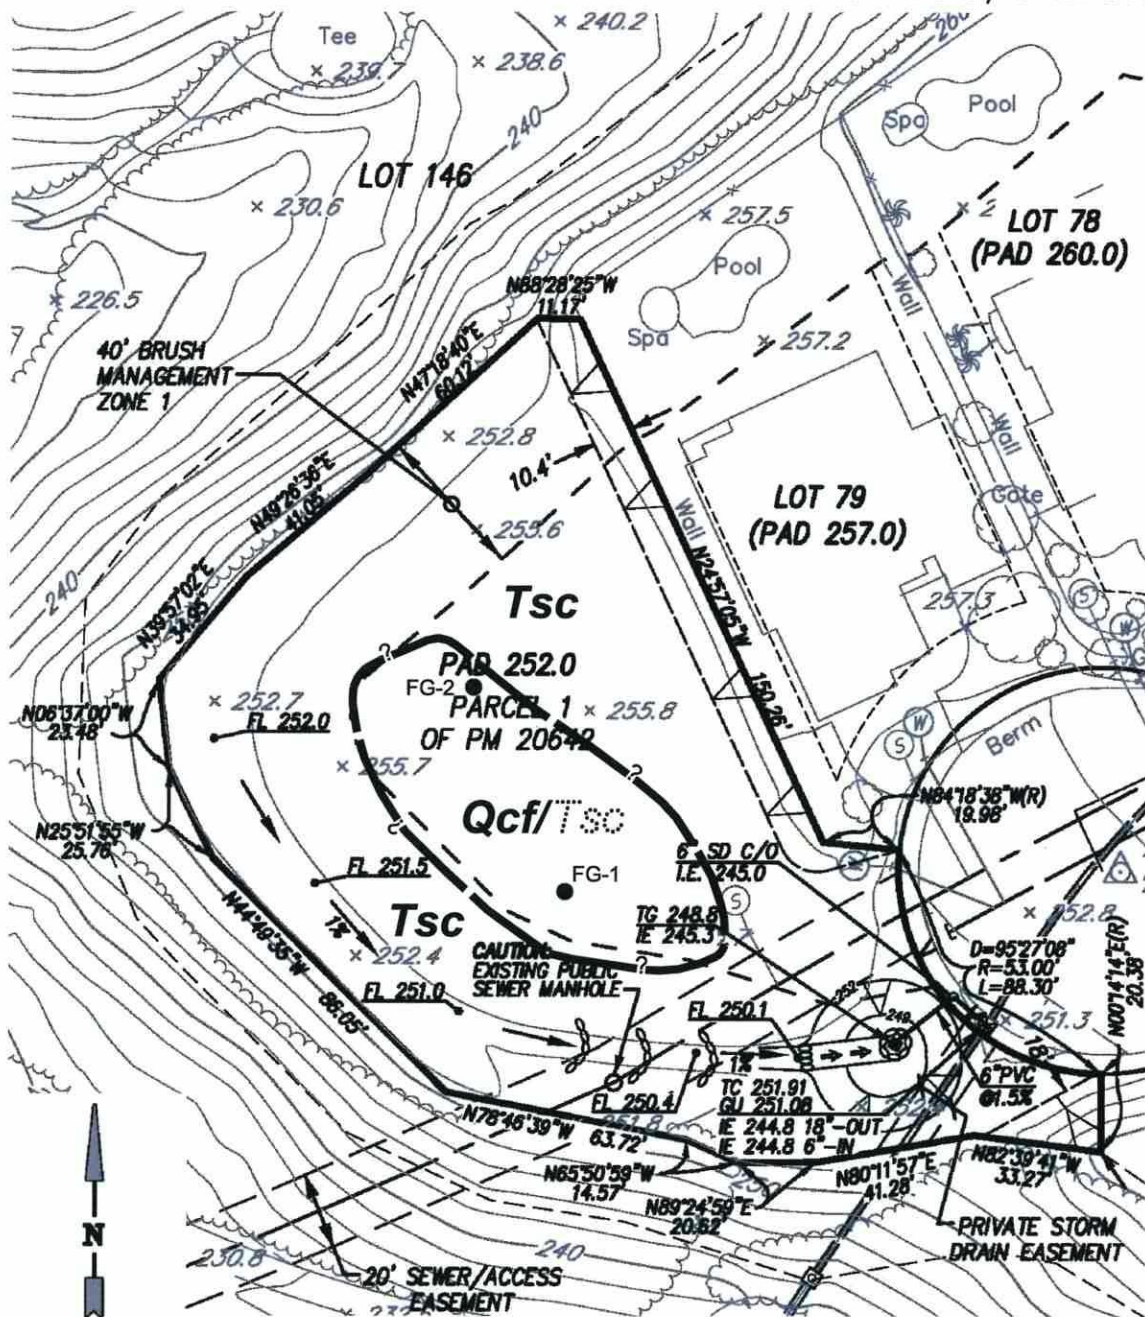 240.2
260
Tee
238.6
239.7
Pool
Spa
240
LOT 146
230.6
257.5
2
LOT 78
(PAD 260.0)
Wall
Pool
N88°28'25"W
11.17'
226.5
Spa
257.2
40' BRUSH
MANAGEMENT
ZONE 1
N47°18'40"E
60.12'
252.8
10.4'
Wall
Gate
LOT 79
(PAD 257.0)
N49°26'36"E
41.05'
255.6
Wall
N24°57'05"W
150.26'
240
Tsc
257.3
S
W
N39°57'02"E
34.95'
PAD 252.0
FG-2
PARCEL 1
OF PM 20642
252.7
255.8
N06°37'00"W
23.48'
FL 252.0
W
S
Berm
255.7
Qcf/Tsc
N84°18'38"W(R)
19.98'
N25°51'55"W
25.76'
6" SD C/O
I.E. 245.0
FL 251.5
FG-1
S
W
TG 248.8
IE 245.3
252.8
N44°49'35"W
86.05'
1%
Tsc
252.4
CAUTION:
EXISTING PUBLIC
SEWER MANHOLE
D=95°27'08"
R=53.00'
L=88.30'
N00°14'14"E(R)
20.38'
FL 251.0
FL 250.1
252
249
251.3
18"
1%
6"PVC
@1.5%
TC 251.91
GU 251.08
IE 244.8 18"-OUT
IE 244.8 6"-IN
FL 250.4
251.8
N78°46'39"W
63.72'
N65°50'59"W
14.57'
N89°24'59"E
20.62'
N80°11'57"E
41.28'
N82°39'41"W
33.27'
N
PRIVATE STORM
DRAIN EASEMENT
230.8
240
20' SEWER/ACCESS
EASEMENT